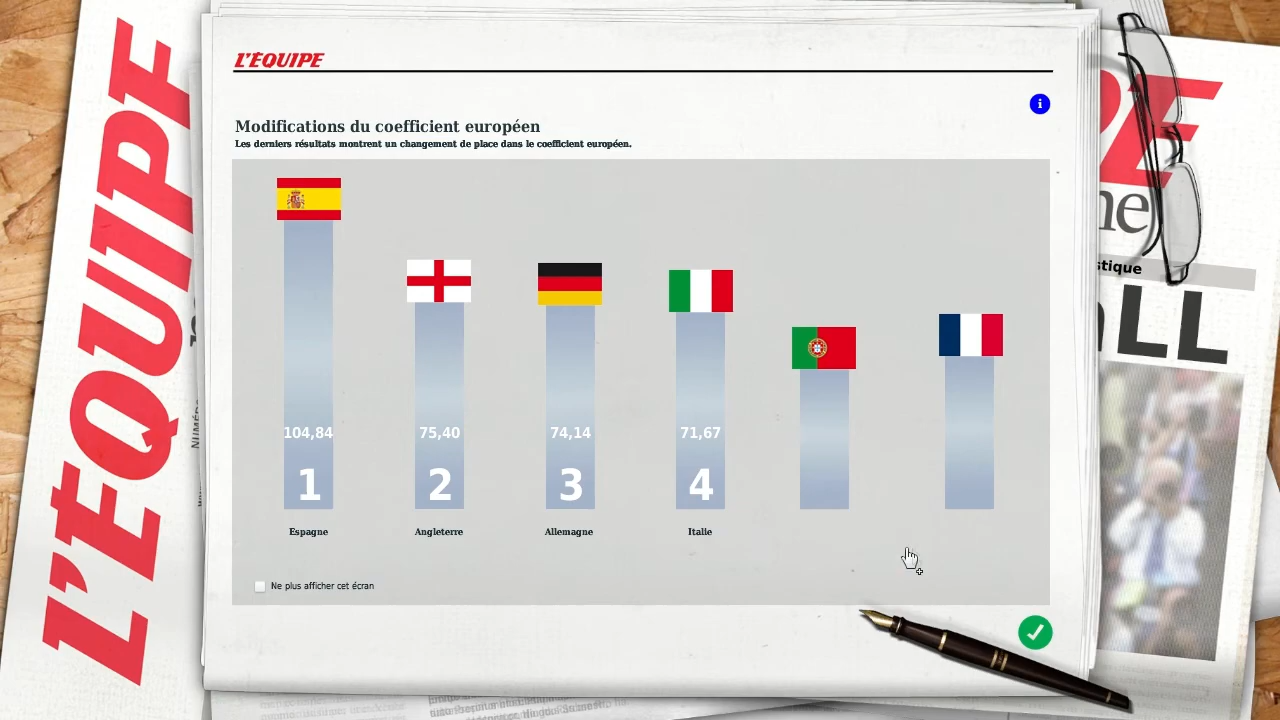 L'ÉQUIPE
L'ÉQUIPE
i
Modifications du coefficient européen
Les derniers résultats montrent un changement de place dans le coefficient européen.
104,84
75,40
74,14
71,67
1
2
3
4
Espagne
Angleterre
Allemagne
Italie
Ne plus afficher cet écran